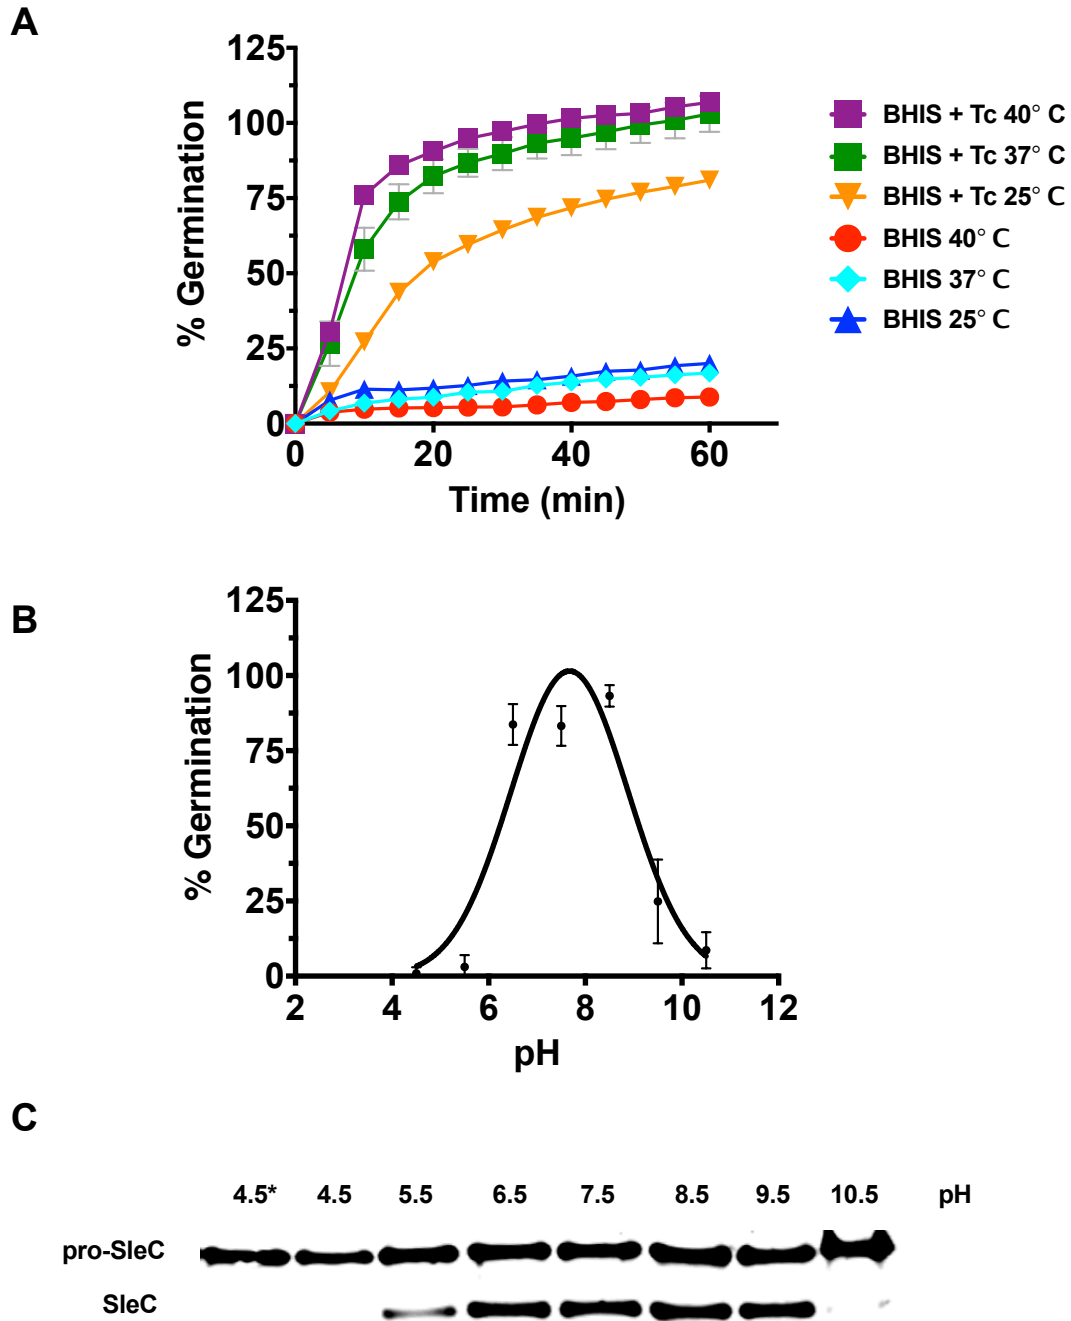 A
125
100
75
50
25
0
% Germination
0 20 40 60
Time (min)
BHIS + Tc 40° C
BHIS + Tc 37° C
BHIS + Tc 25° C
BHIS 40° C
BHIS 37° C
BHIS 25° C
B
125
100
75
50
25
0
% Germination
2 4 6 8 10 12
pH
C
4.5* 4.5 5.5 6.5 7.5 8.5 9.5 10.5 pH
pro-SleC
SleC